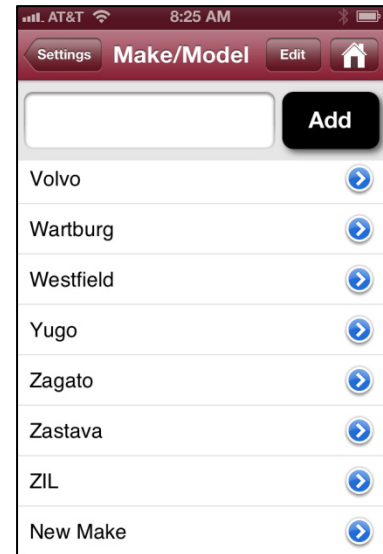 AT&T 8:25 AM
Settings Make/Model Edit
Add
Volvo
Wartburg
Westfield
Yugo
Zagato
Zastava
ZIL
New Make